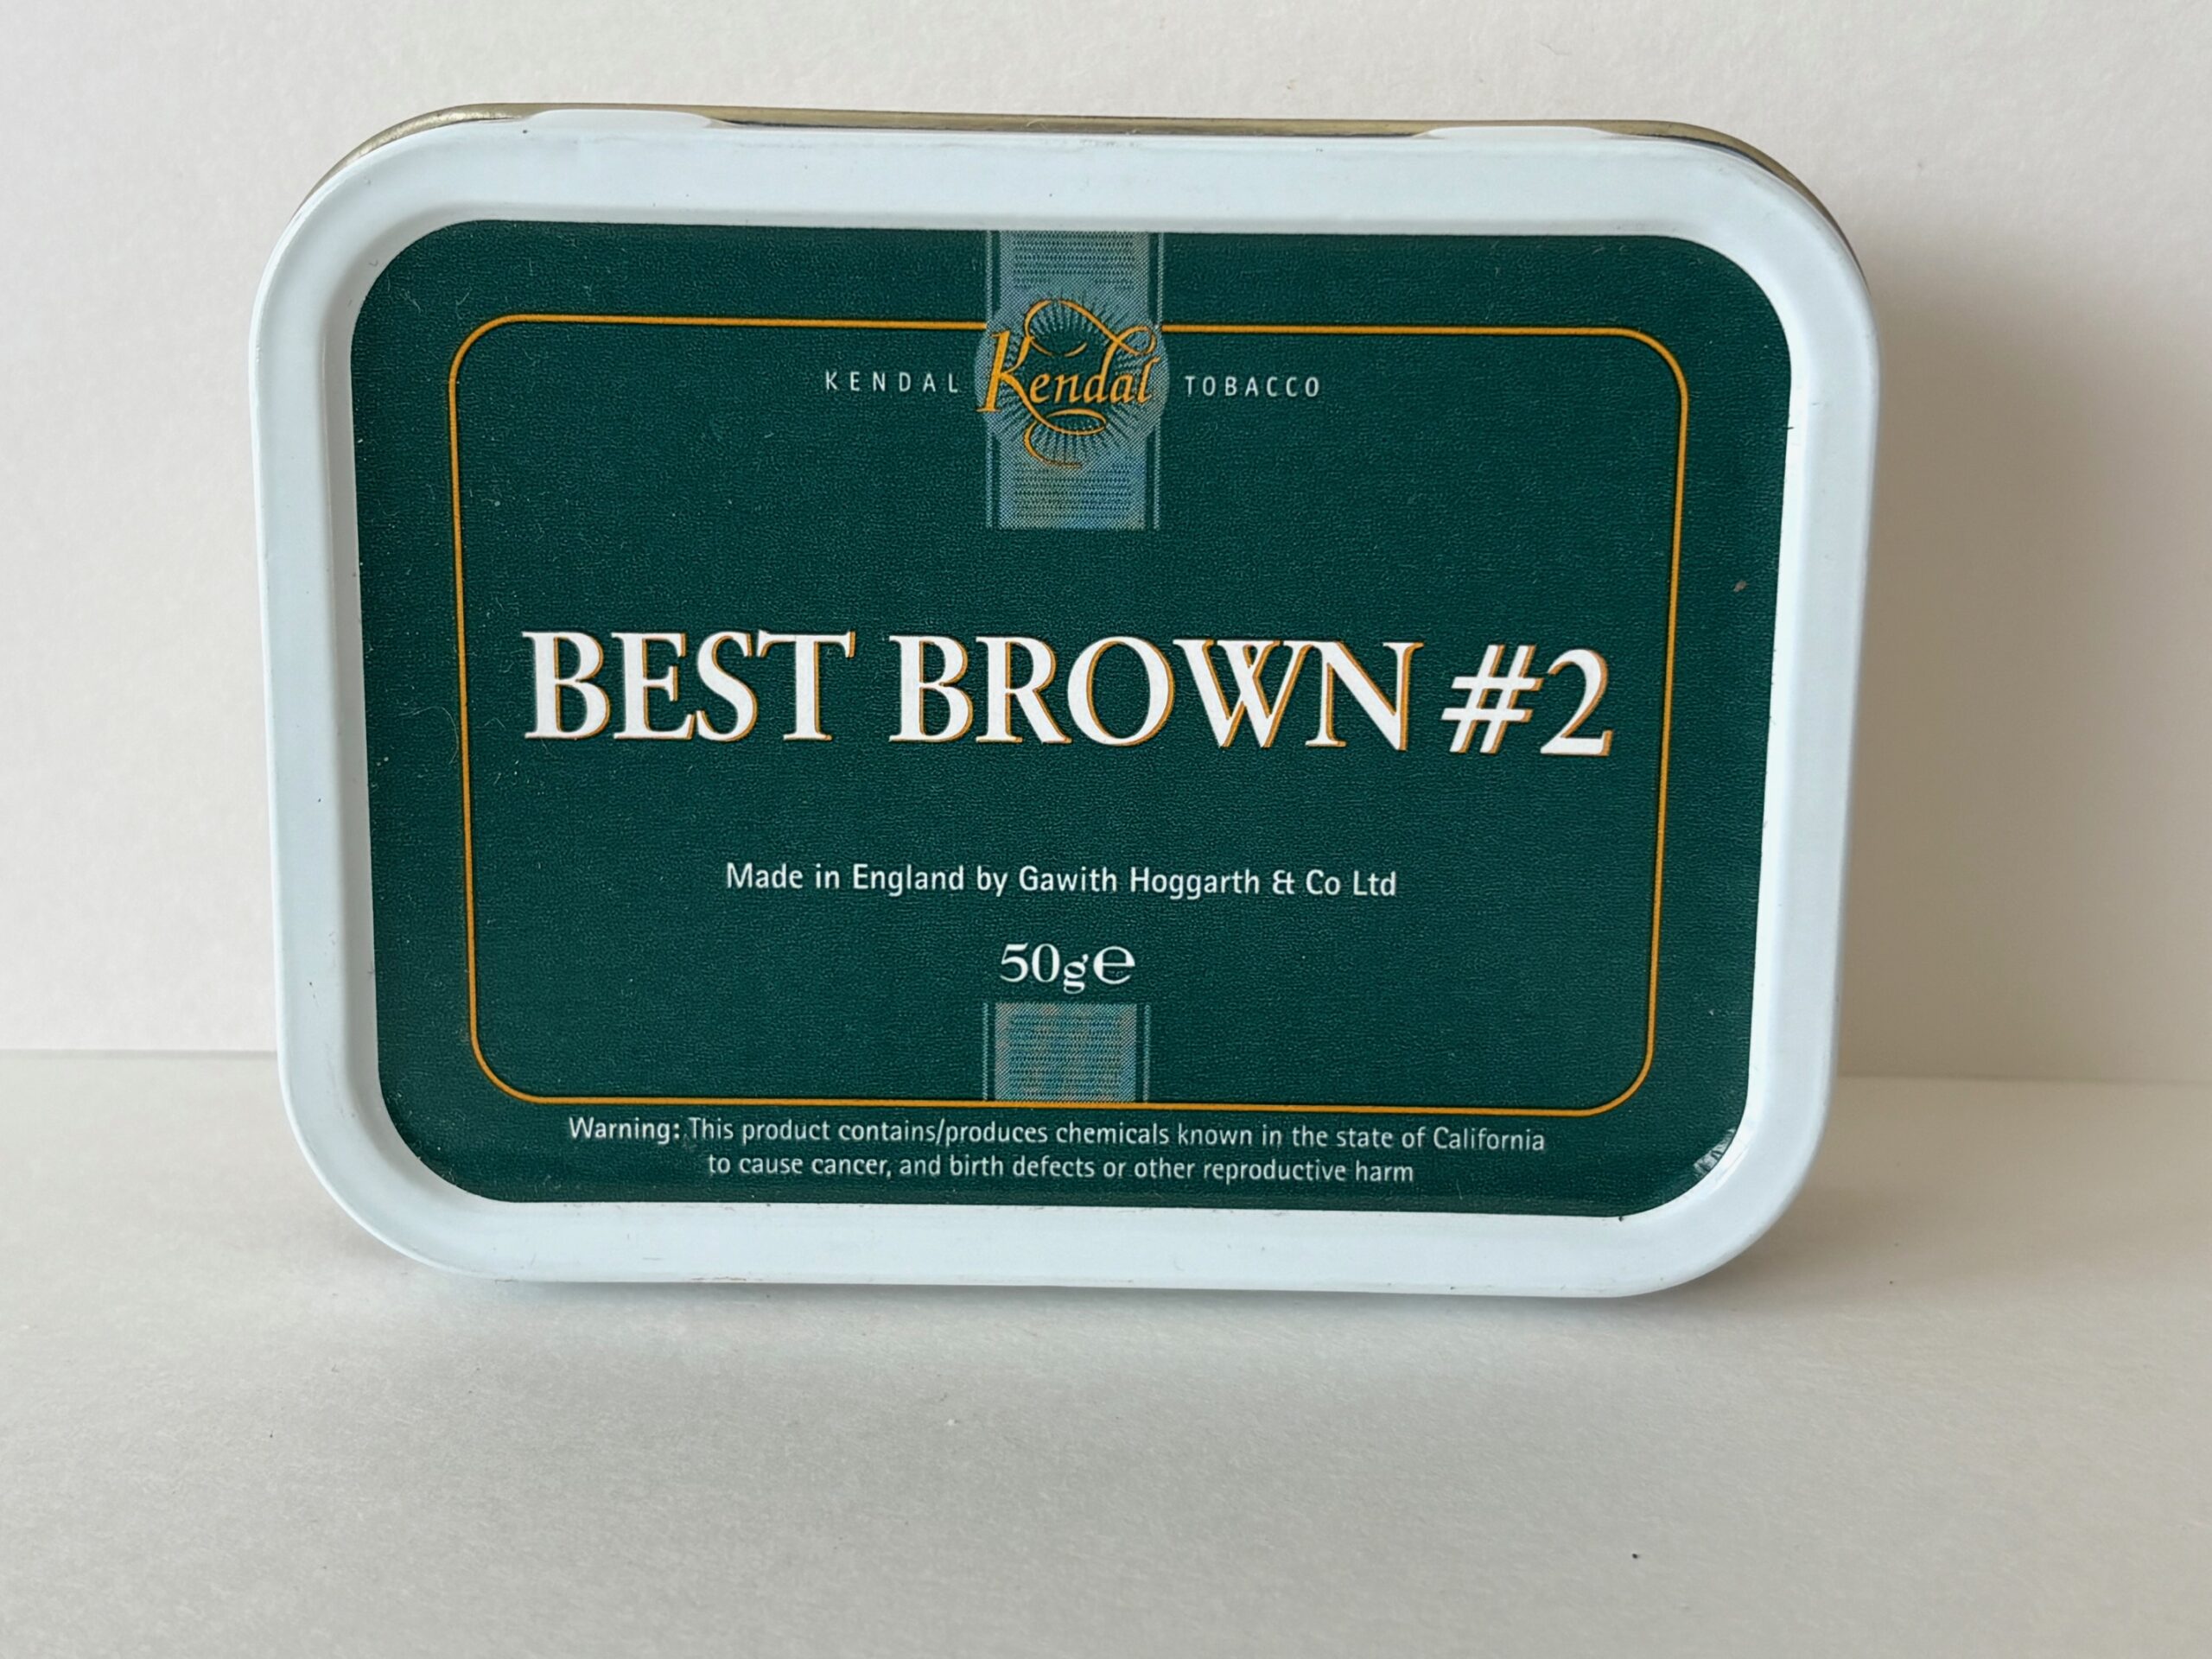 KENDAL Kendal TOBACCO
BEST BROWN #2
Made in England by Gawith Hoggarth & Co Ltd
50g℮
Warning: This product contains/produces chemicals known in the state of California
to cause cancer, and birth defects or other reproductive harm